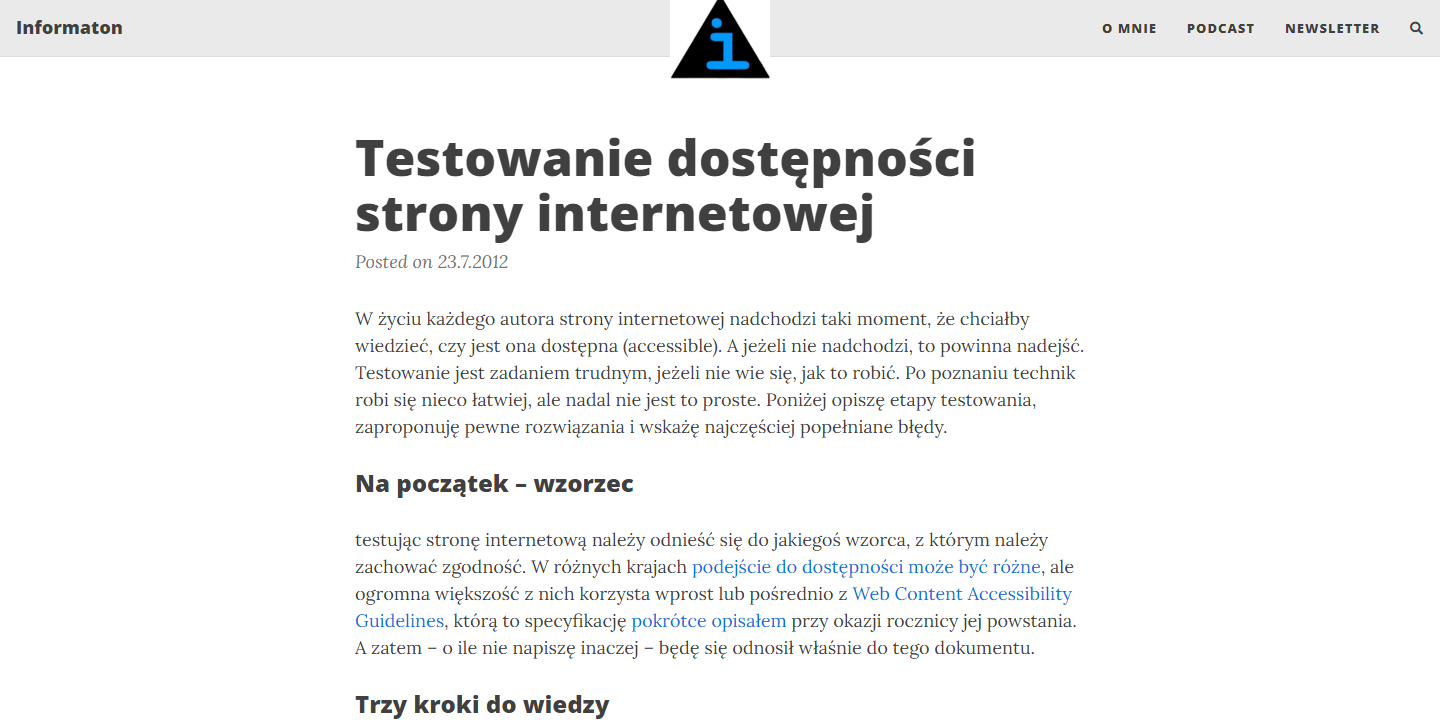 Informaton
i
O MNIE
PODCAST
NEWSLETTER
Testowanie dostępności
strony internetowej
Posted on 23.7.2012
W życiu każdego autora strony internetowej nadchodzi taki moment, że chciałby
wiedzieć, czy jest ona dostępna (accessible). A jeżeli nie nadchodzi, to powinna nadejść.
Testowanie jest zadaniem trudnym, jeżeli nie wie się, jak to robić. Po poznaniu technik
robi się nieco łatwiej, ale nadal nie jest to proste. Poniżej opiszę etapy testowania,
zaproponuję pewne rozwiązania i wskażę najczęściej popełniane błędy.
Na początek – wzorzec
testując stronę internetową należy odnieść się do jakiegoś wzorca, z którym należy
zachować zgodność. W różnych krajach podejście do dostępności może być różne, ale
ogromna większość z nich korzysta wprost lub pośrednio z Web Content Accessibility
Guidelines, którą to specyfikację pokrótce opisałem przy okazji rocznicy jej powstania.
A zatem – o ile nie napiszę inaczej – będę się odnosił właśnie do tego dokumentu.
Trzy kroki do wiedzy